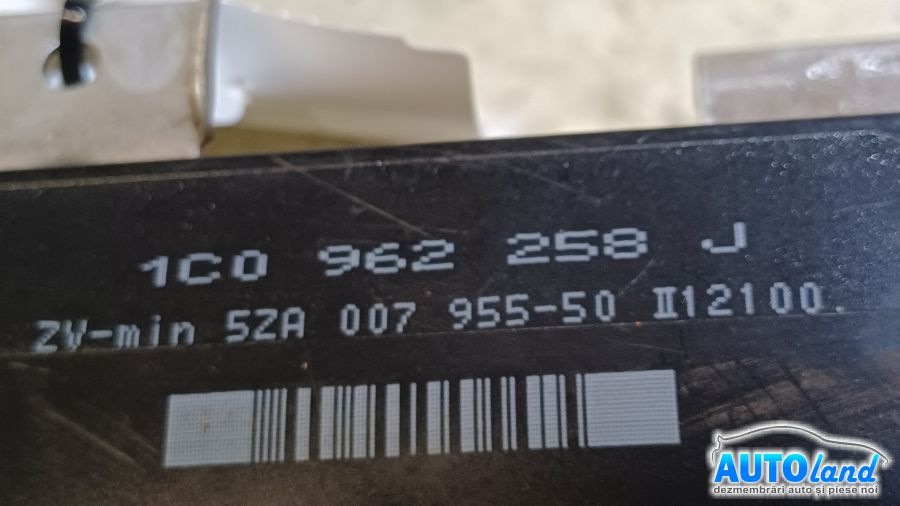 1C0 962 258 J
ZV-min 5ZA 007 955-50 II12100.
AUTOland
dezmembrări auto și piese noi